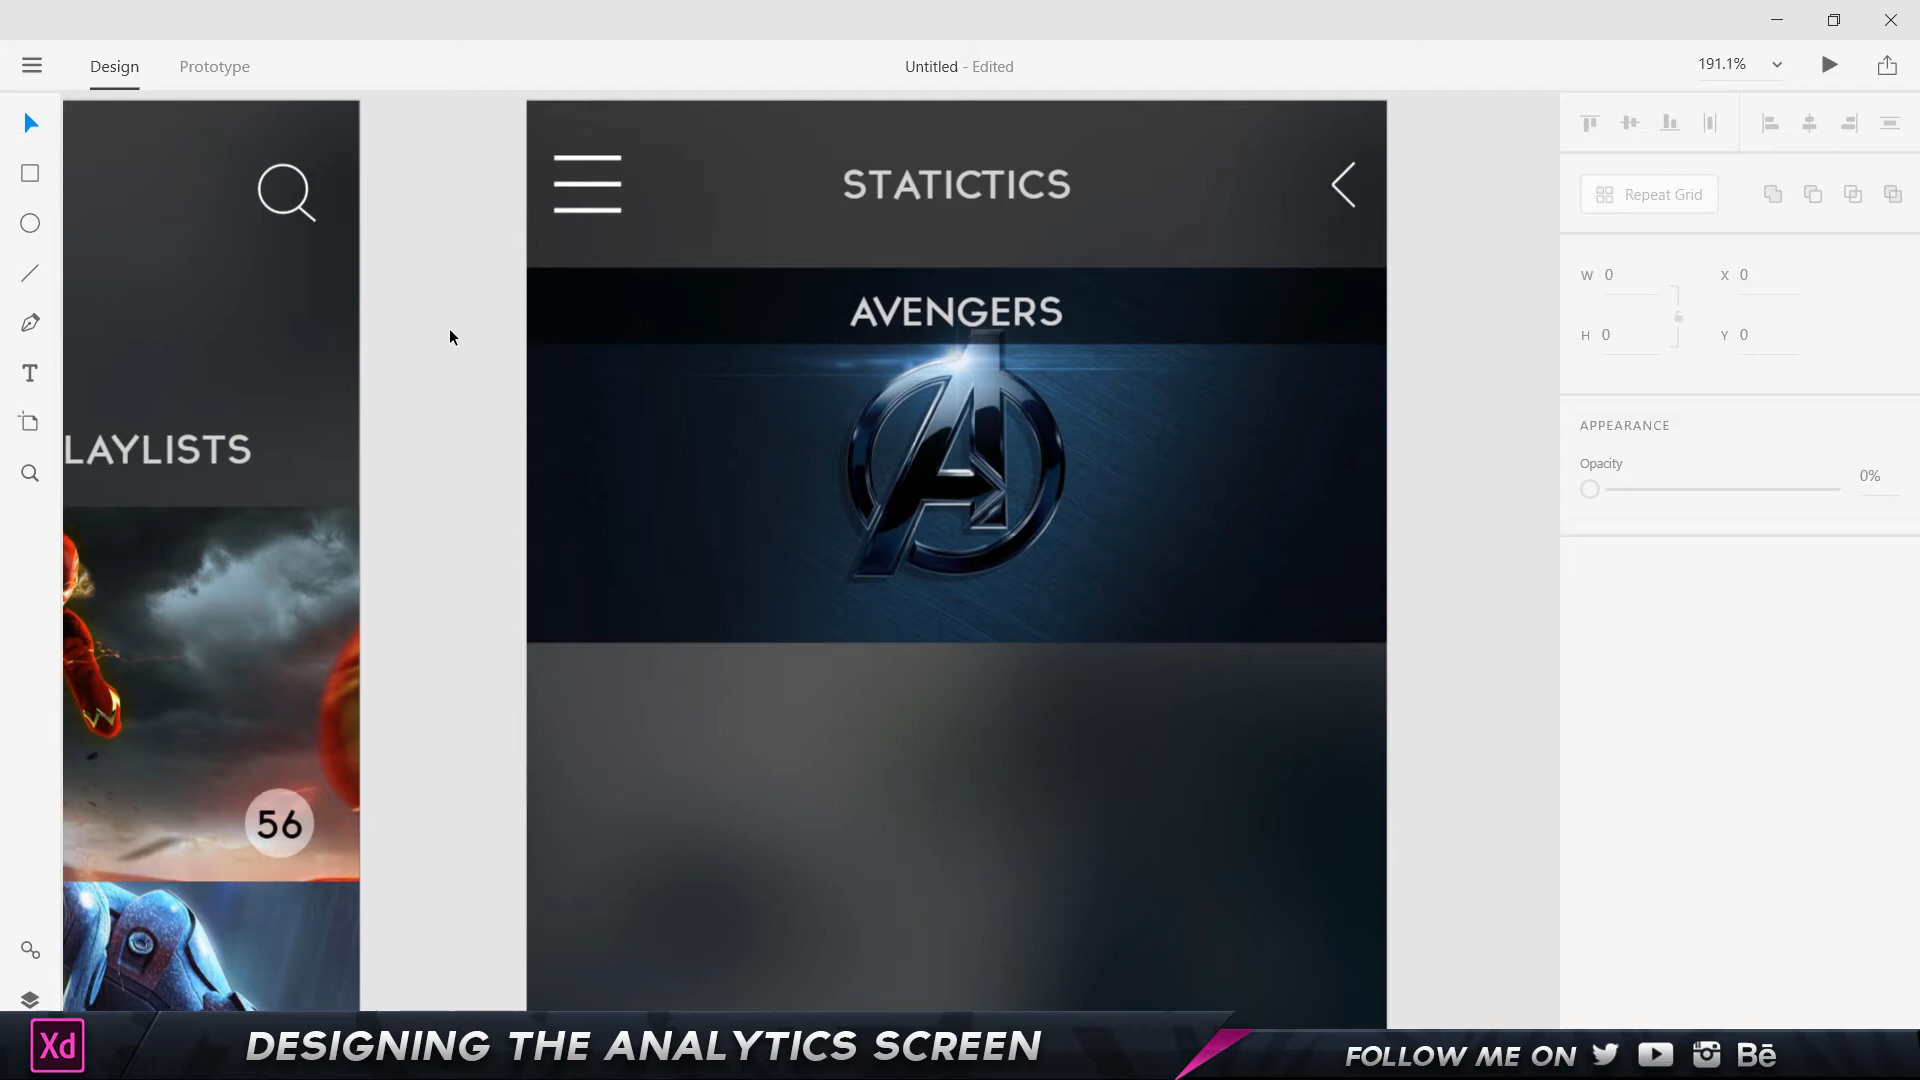 Design
Prototype
Untitled - Edited
191.1%
STATICTICS
Repeat Grid
W 0
X 0
AVENGERS
H 0
Y 0
APPEARANCE
LAYLISTS
Opacity
0%
T
56
Xd
DESIGNING THE ANALYTICS SCREEN
FOLLOW ME ON
Bē